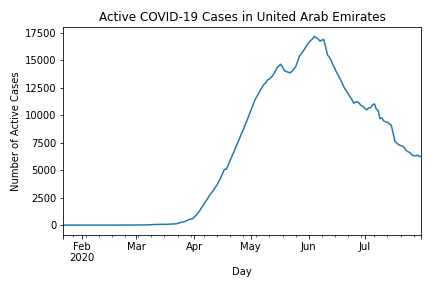 Active COVID-19 Cases in United Arab Emirates
Number of Active Cases
17500
15000
12500
10000
7500
5000
2500
0
Feb
2020
Mar
Apr
May
Jun
Jul
Day